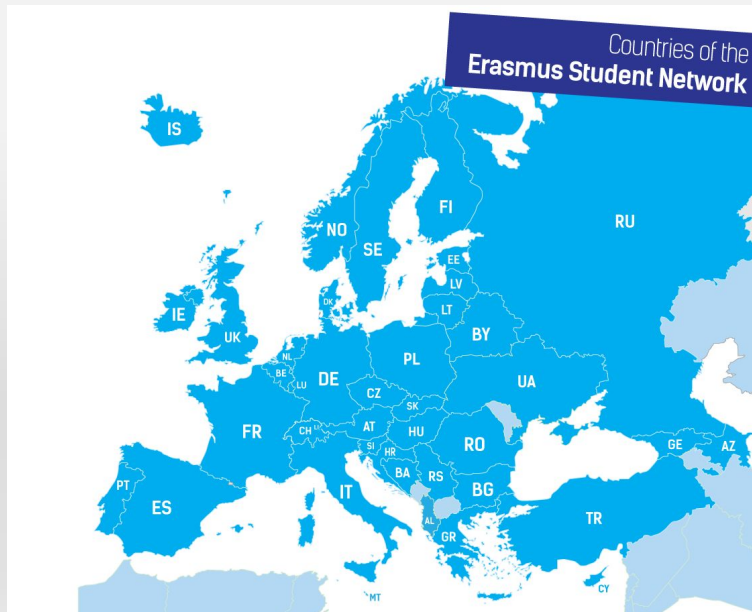 Countries of the
Erasmus Student Network
IS
FI
RU
NO
SE
EE
LV
DK
LT
IE
BY
UK
NL
PL
BE
DE
LU
UA
CZ
SK
AT
HU
FR
CH
LI
RO
SI
HR
GE
AZ
BA
RS
PT
IT
BG
ES
TR
AL
GR
CY
MT